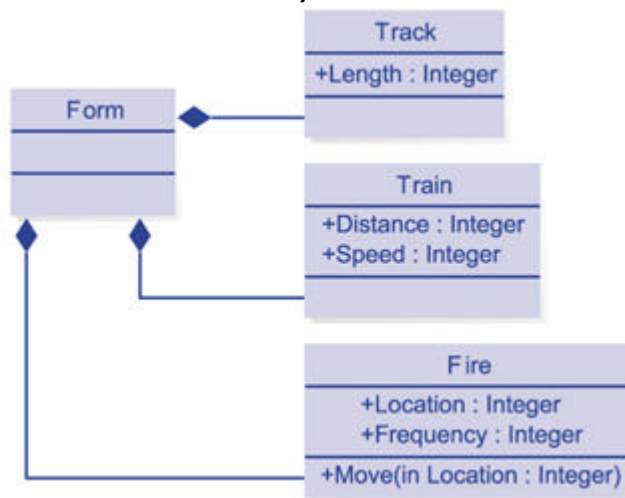 Track
+Length : Integer
Form
Train
+Distance : Integer
+Speed : Integer
Fire
+Location : Integer
+Frequency : Integer
+Move(in Location : Integer)